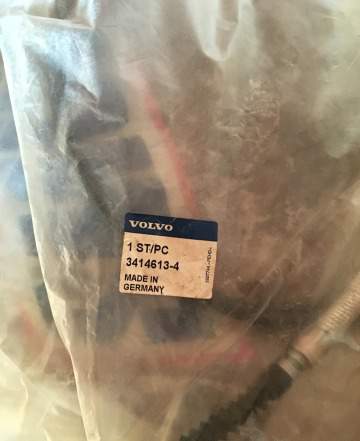 VOLVO
1 ST/PC
3414613-4
MADE IN
GERMANY